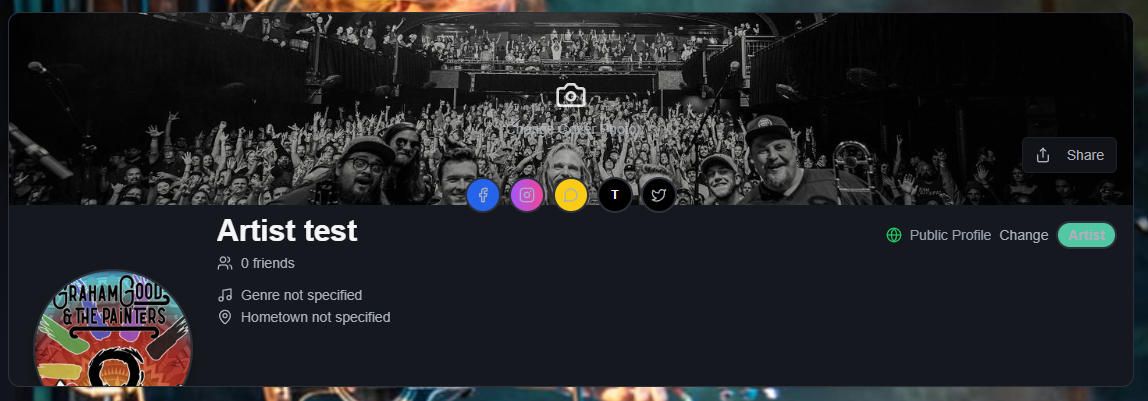 Change Cover Photo
Share
T
Artist test
Public Profile Change Artist
0 friends
Genre not specified
Hometown not specified
GRAHAM GOOD
& THE PAINTERS